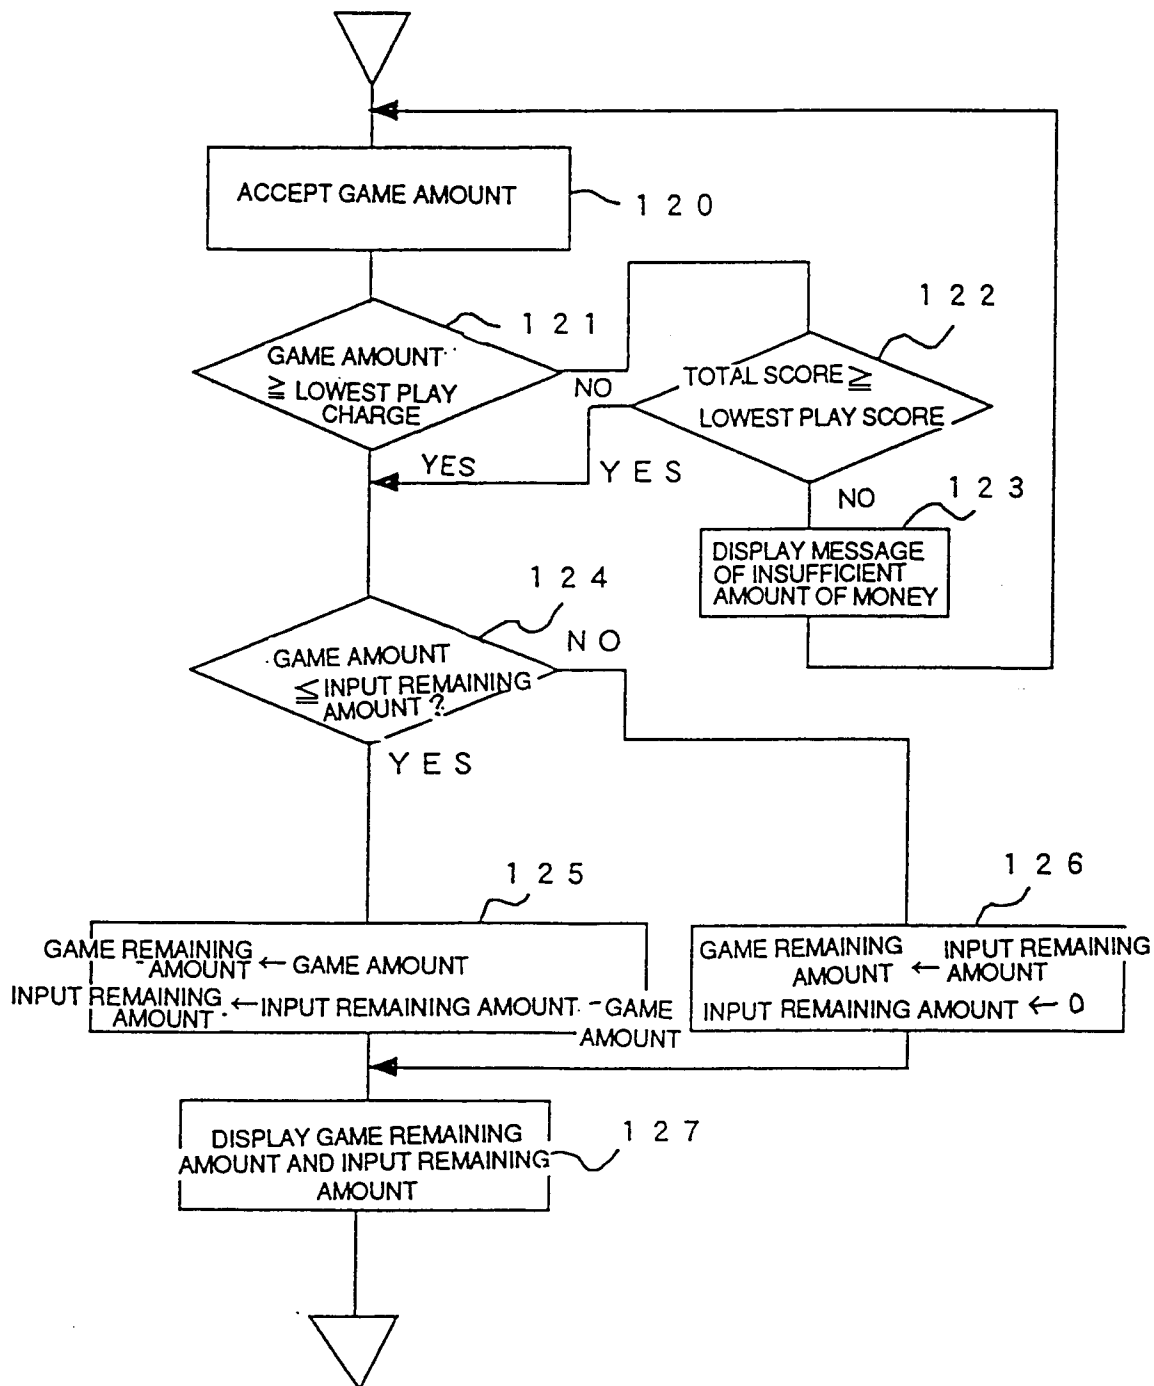 ACCEPT GAME AMOUNT
120
121
122
GAME AMOUNT
≧ LOWEST PLAY
CHARGE
NO
TOTAL SCORE ≧
LOWEST PLAY SCORE
YES
YES
NO
123
DISPLAY MESSAGE
OF INSUFFICIENT
AMOUNT OF MONEY
124
NO
GAME AMOUNT
≦ INPUT REMAINING
AMOUNT?
YES
125
126
GAME REMAINING
AMOUNT ← GAME AMOUNT
INPUT REMAINING
AMOUNT ← INPUT REMAINING AMOUNT - GAME
AMOUNT
GAME REMAINING
AMOUNT ← INPUT REMAINING
AMOUNT
INPUT REMAINING AMOUNT ← 0
DISPLAY GAME REMAINING
AMOUNT AND INPUT REMAINING
AMOUNT
127